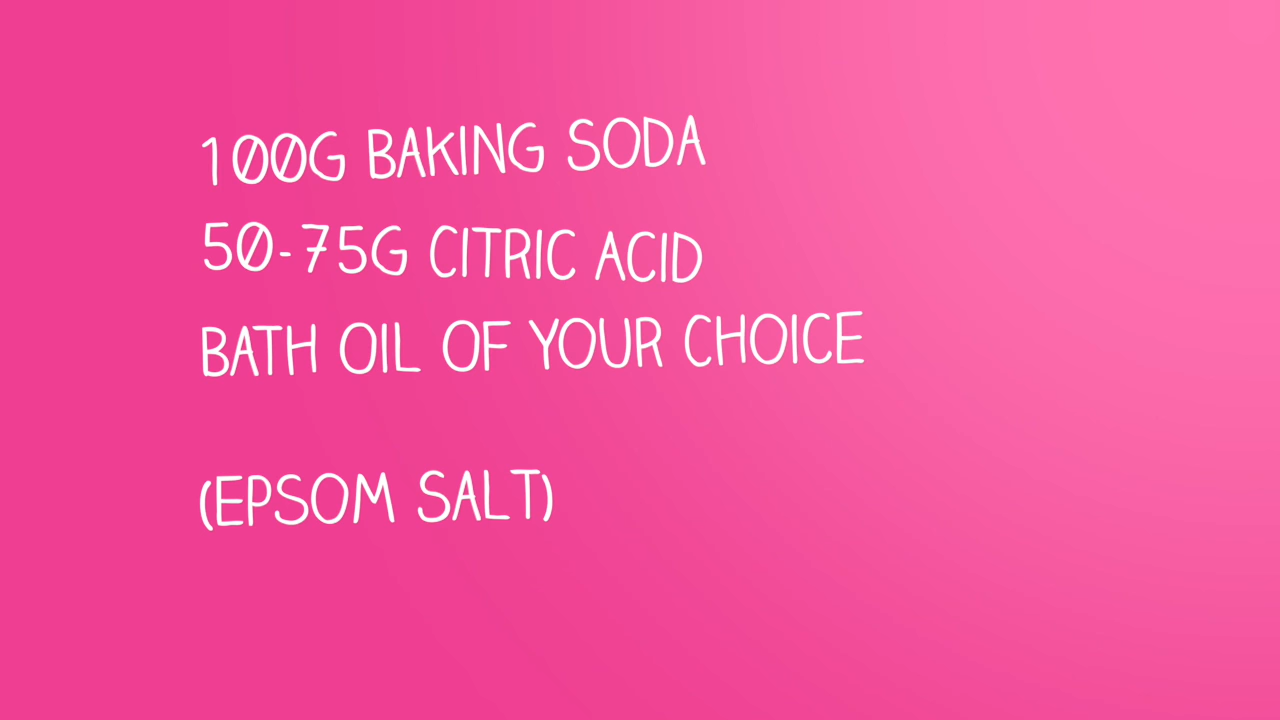 100G BAKING SODA
50-75G CITRIC ACID
BATH OIL OF YOUR CHOICE
(EPSOM SALT)